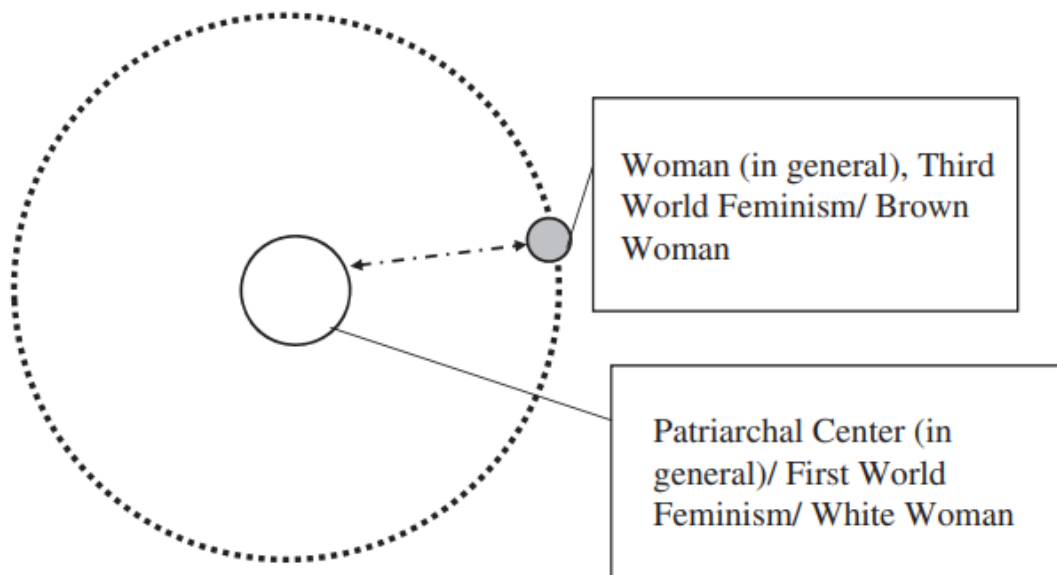 Woman (in general), Third
World Feminism/ Brown
Woman
Patriarchal Center (in
general)/ First World
Feminism/ White Woman